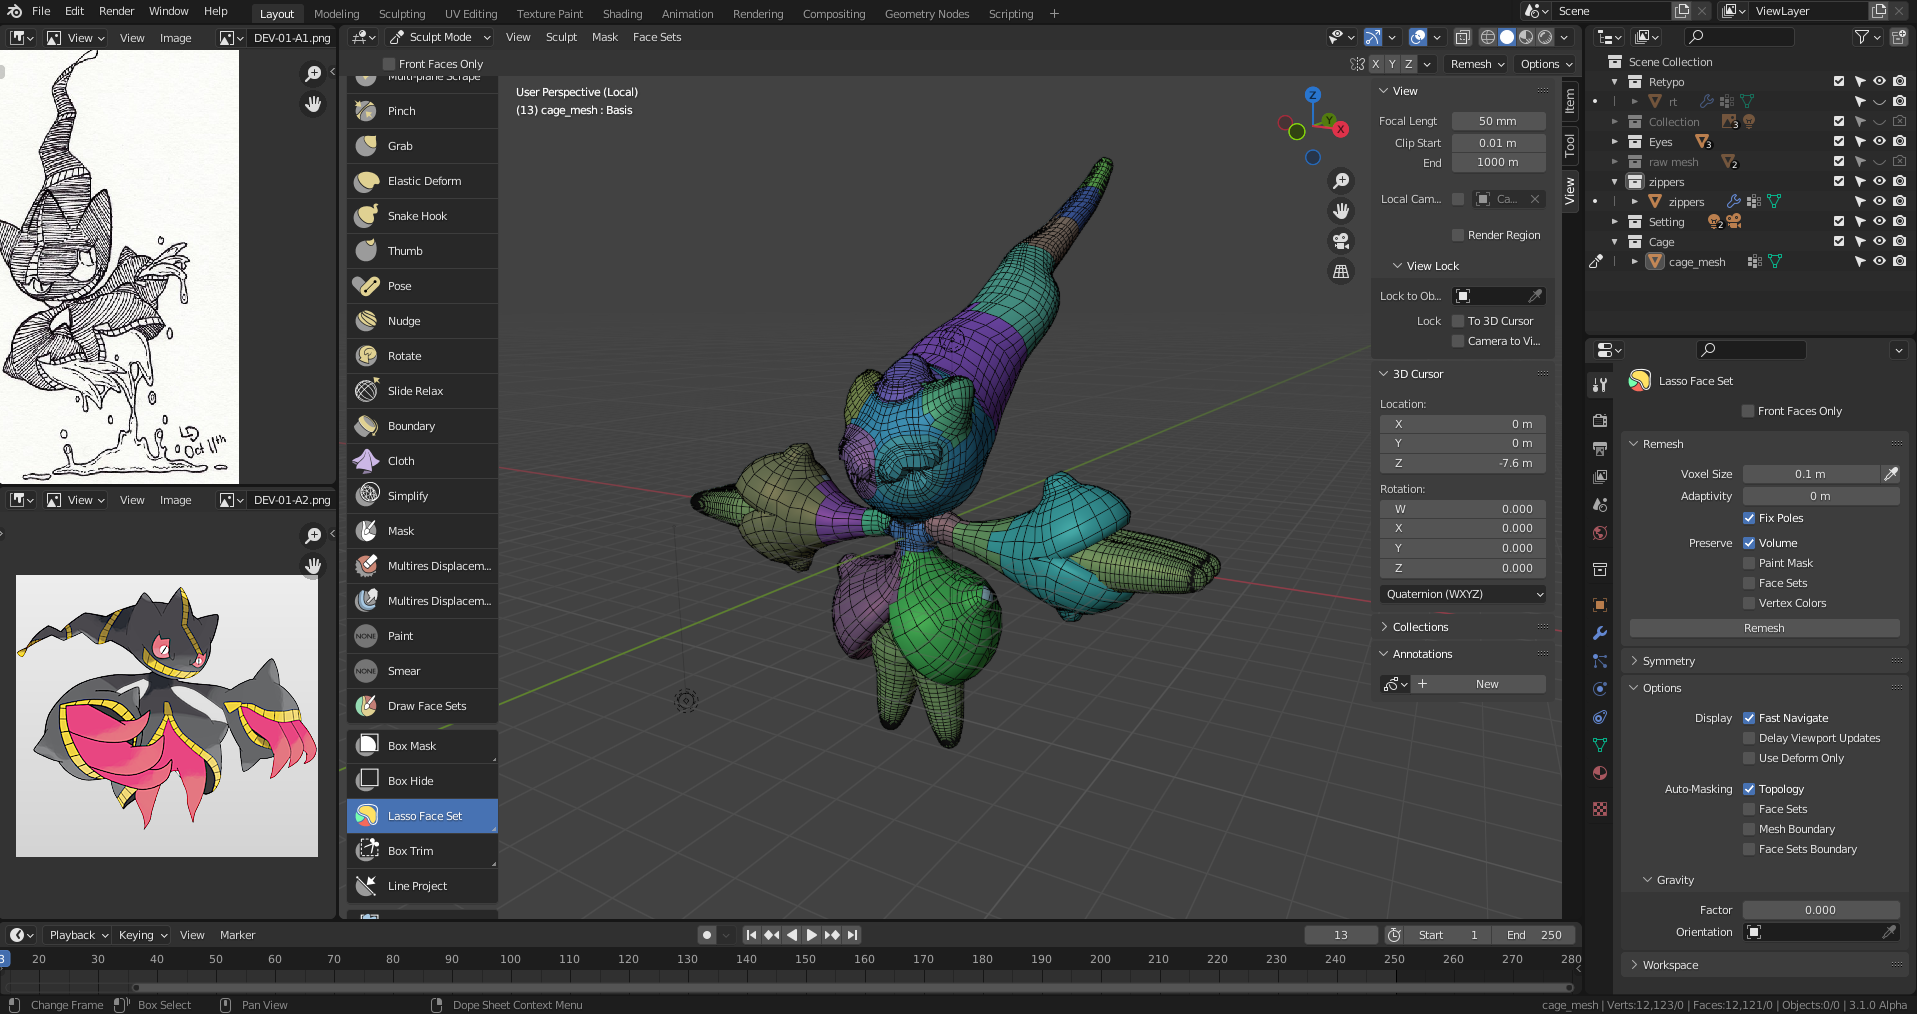 File Edit Render Window Help Layout Modeling Sculpting UV Editing Texture Paint Shading Animation Rendering Compositing Geometry Nodes Scripting + Scene ViewLayer
View View Image DEV-01-A1.png
Oct 11th
View View Image DEV-01-A2.png
Sculpt Mode View Sculpt Mask Face Sets
Front Faces Only X Y Z Remesh Options
Multi-plane Scrape
Pinch
Grab
Elastic Deform
Snake Hook
Thumb
Pose
Nudge
Rotate
Slide Relax
Boundary
Cloth
Simplify
Mask
Multires Displacem...
Multires Displacem...
NONE Paint
NONE Smear
Draw Face Sets
Box Mask
Box Hide
Lasso Face Set
Box Trim
Line Project
User Perspective (Local)
(13) cage_mesh : Basis
Z
Y
X
View
Focal Lengt 50 mm
Clip Start 0.01 m
End 1000 m
Local Cam... Ca...
Render Region
View Lock
Lock to Ob...
Lock To 3D Cursor
Camera to Vi...
3D Cursor
Location:
X 0 m
Y 0 m
Z -7.6 m
Rotation:
W 0.000
X 0.000
Y 0.000
Z 0.000
Quaternion (WXYZ)
Collections
Annotations
+ New
Item
Tool
View
Scene Collection
Retypo
rt
Collection 3
Eyes 3
raw mesh 2
zippers
zippers
Setting 2
Cage
cage_mesh
Lasso Face Set
Front Faces Only
Remesh
Voxel Size 0.1 m
Adaptivity 0 m
Fix Poles
Preserve Volume
Paint Mask
Face Sets
Vertex Colors
Remesh
Symmetry
Options
Display Fast Navigate
Delay Viewport Updates
Use Deform Only
Auto-Masking Topology
Face Sets
Mesh Boundary
Face Sets Boundary
Gravity
Factor 0.000
Orientation
Workspace
Playback Keying View Marker 13 Start 1 End 250
3 20 30 40 50 60 70 80 90 100 110 120 130 140 150 160 170 180 190 200 210 220 230 240 250 260 270 280
Change Frame Box Select Pan View Dope Sheet Context Menu cage_mesh | Verts:12,123/0 | Faces:12,121/0 | Objects:0/0 | 3.1.0 Alpha